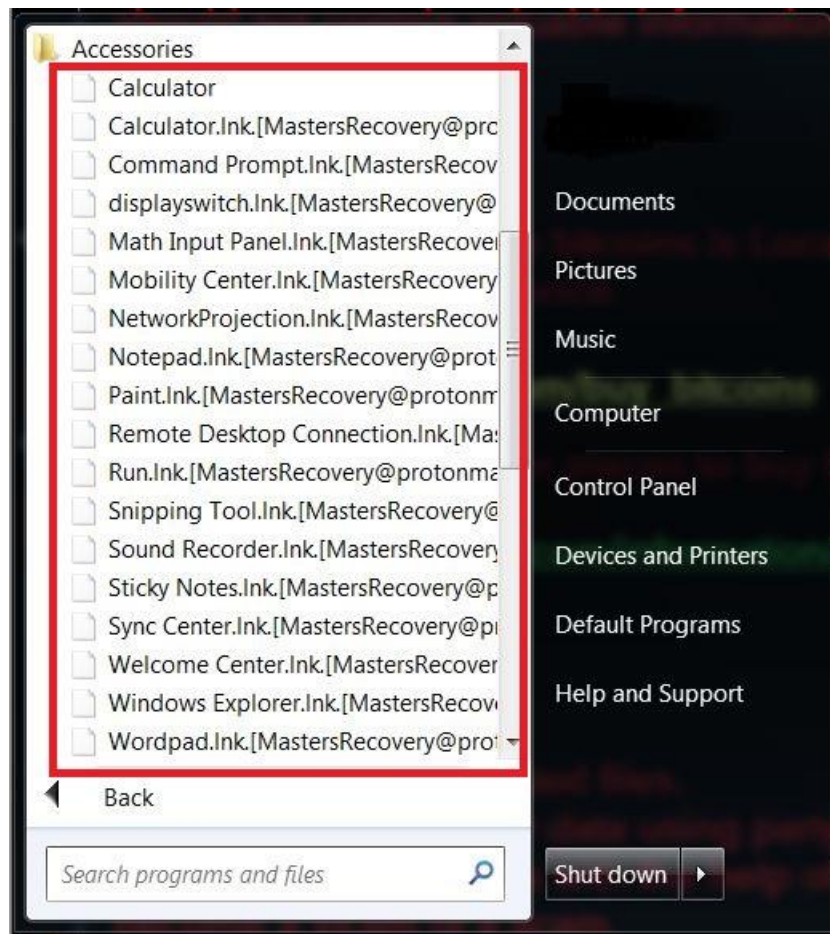 Accessories
Calculator
Calculator.lnk.[MastersRecovery@pro
Command Prompt.lnk.[MastersRecov
displayswitch.lnk.[MastersRecovery@
Math Input Panel.lnk.[MastersRecover
Mobility Center.lnk.[MastersRecovery
NetworkProjection.lnk.[MastersRecov
Notepad.lnk.[MastersRecovery@prot
Paint.lnk.[MastersRecovery@protonm
Remote Desktop Connection.lnk.[Mas
Run.lnk.[MastersRecovery@protonma
Snipping Tool.lnk.[MastersRecovery@
Sound Recorder.lnk.[MastersRecovery
Sticky Notes.lnk.[MastersRecovery@p
Sync Center.lnk.[MastersRecovery@pr
Welcome Center.lnk.[MastersRecover
Windows Explorer.lnk.[MastersRecov
Wordpad.lnk.[MastersRecovery@prot
Back
Search programs and files
Documents
Pictures
Music
Computer
Control Panel
Devices and Printers
Default Programs
Help and Support
Shut down